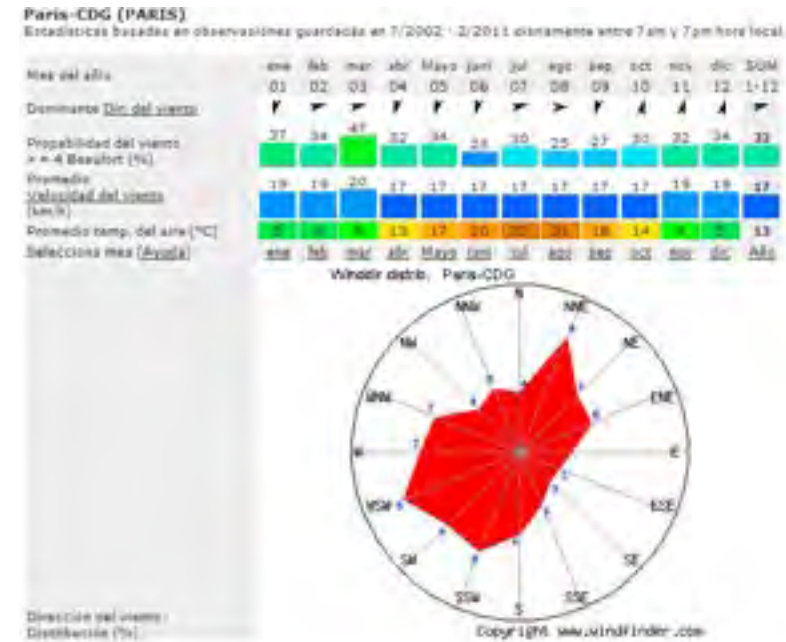 Paris-CDG (PARIS)
Estadísticas basadas en observaciones guardadas en 7/2002 - 2/2011 diariamente entre 7am y 7pm hora local
Mes del año ene feb mar abr Mayo juni jul ago sep oct nov dic SUM
01 02 03 04 05 06 07 08 09 10 11 12 1-12
Dominante Dir. del viento
Propabilidad del viento
> = 4 Beaufort (%) 37 34 47 32 34 30 25 27 30 32 34 33
Promedio
Velocidad del viento
(km/h) 19 19 20 17 17 17 17 17 17 17 19 19 17
Promedio temp. del aire (°C) 13 17 20 21 18 14 13
Selecciona mes (Ayuda) ene feb mar abr Mayo juni jul ago sep oct nov dic Año
Winddir distrib. Paris-CDG
N
NNW NNE
NW NE
WNW ENE
W E
WSW ESE
SW SE
SSW SSE
S
Dirección del viento
Distribución (%)
Copyright www.windfinder.com